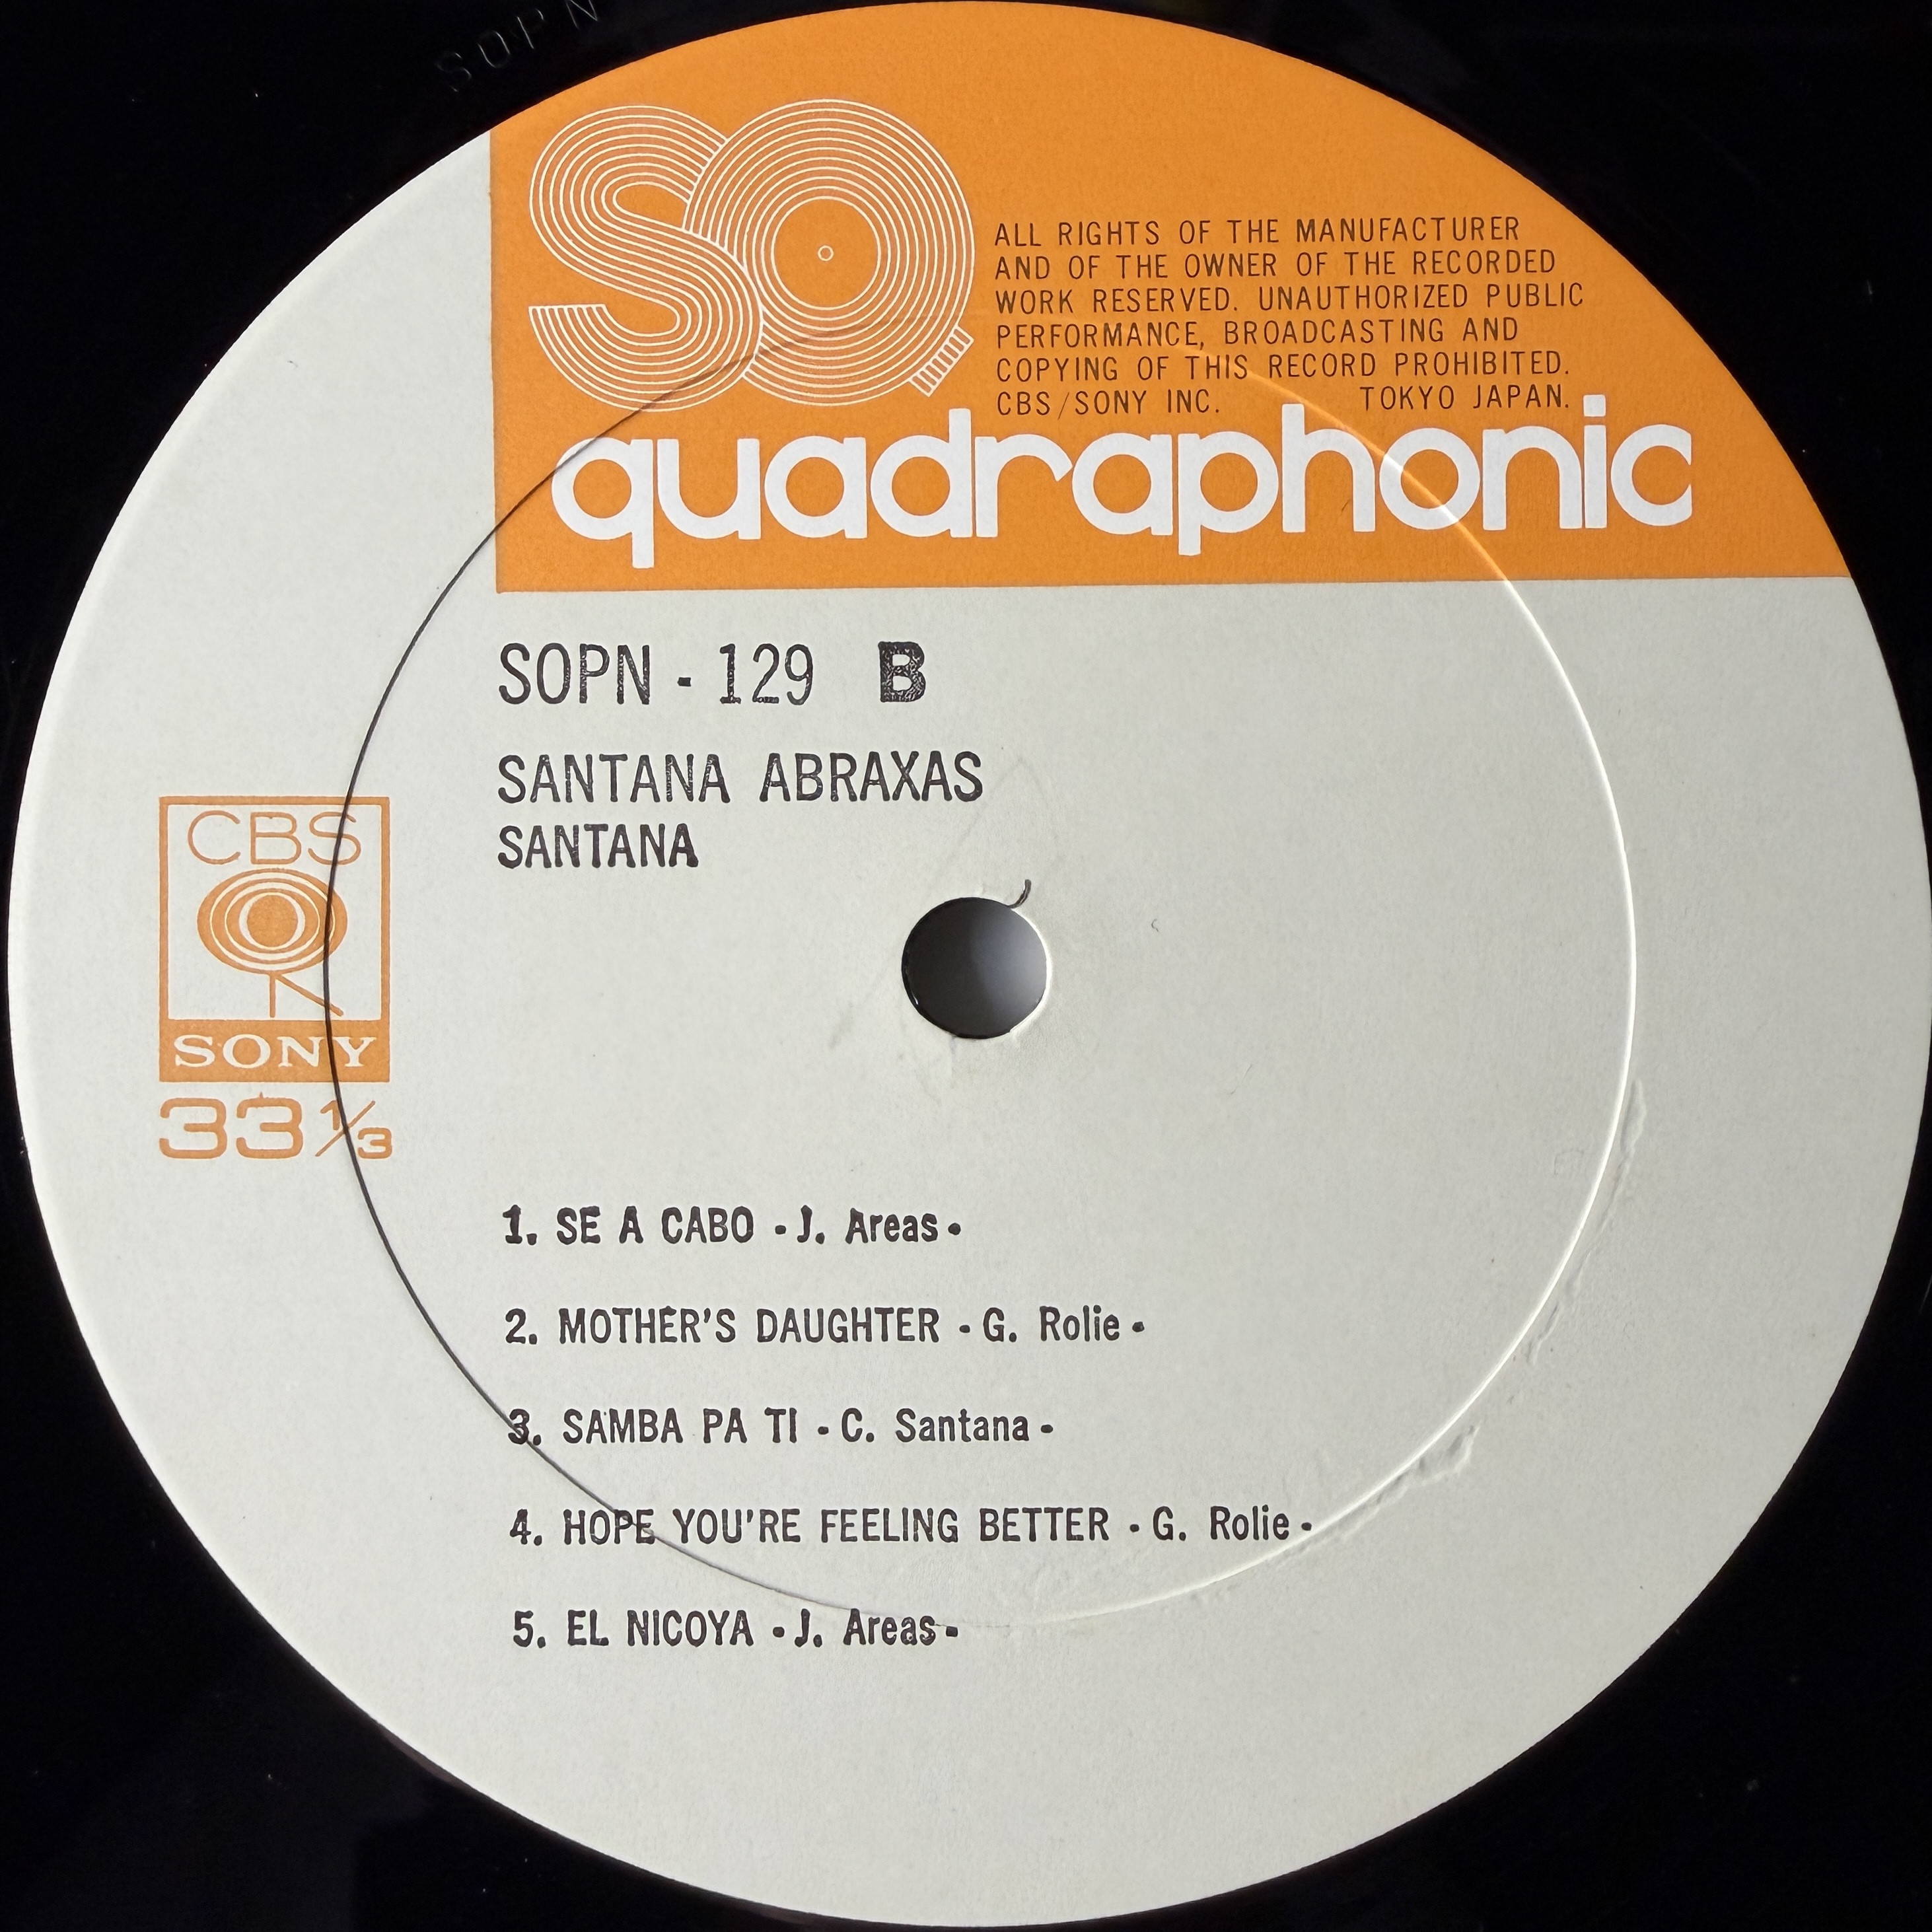 SOPN
SQ
ALL RIGHTS OF THE MANUFACTURER
AND OF THE OWNER OF THE RECORDED
WORK RESERVED. UNAUTHORIZED PUBLIC
PERFORMANCE, BROADCASTING AND
COPYING OF THIS RECORD PROHIBITED.
CBS/SONY INC. TOKYO JAPAN.
quadraphonic
SOPN - 129 B
SANTANA ABRAXAS
SANTANA
CBS
SONY
33 1/3
1. SE A CABO - J. Areas -
2. MOTHER'S DAUGHTER - G. Rolie -
3. SAMBA PA TI - C. Santana -
4. HOPE YOU'RE FEELING BETTER - G. Rolie -
5. EL NICOYA - J. Areas -